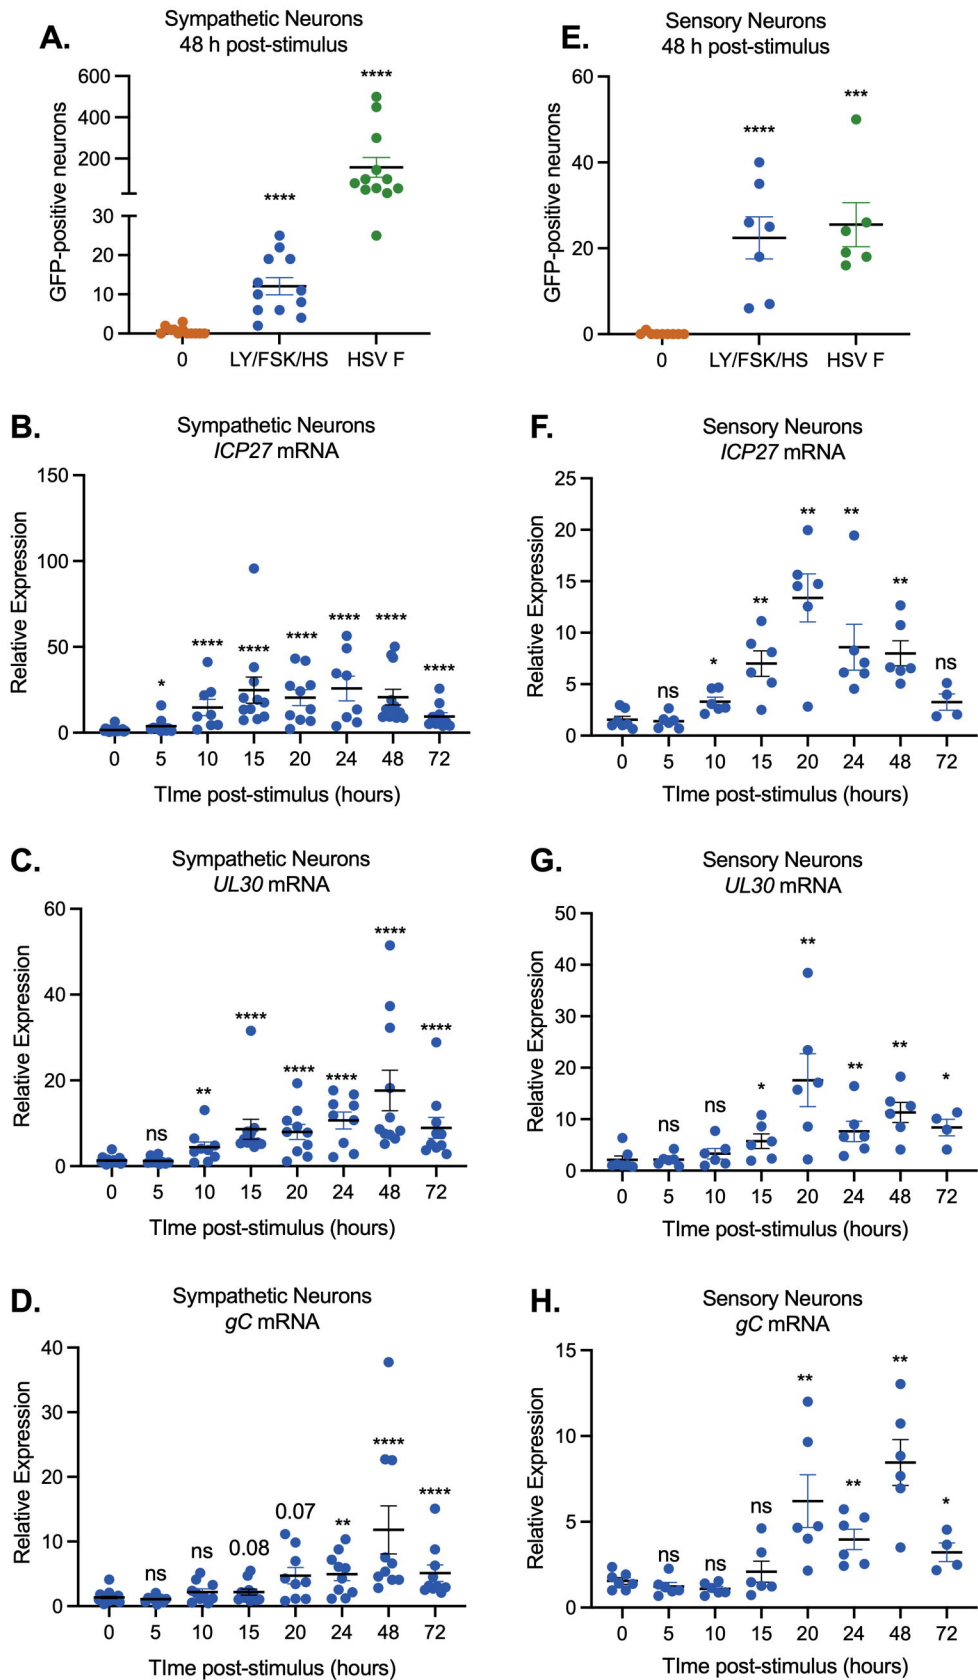 A.
Sympathetic Neurons
48 h post-stimulus
GFP-positive neurons
600
400
200
30
20
10
0
****
****
0
LY/FSK/HS
HSV F
E.
Sensory Neurons
48 h post-stimulus
GFP-positive neurons
60
40
20
0
****
***
0
LY/FSK/HS
HSV F
B.
Sympathetic Neurons
ICP27 mRNA
Relative Expression
150
100
50
0
*
****
****
****
****
****
****
0 5 10 15 20 24 48 72
TIme post-stimulus (hours)
F.
Sensory Neurons
ICP27 mRNA
Relative Expression
25
20
15
10
5
0
ns
*
**
**
**
**
ns
0 5 10 15 20 24 48 72
TIme post-stimulus (hours)
C.
Sympathetic Neurons
UL30 mRNA
Relative Expression
60
40
20
0
ns
**
****
****
****
****
****
0 5 10 15 20 24 48 72
TIme post-stimulus (hours)
G.
Sensory Neurons
UL30 mRNA
Relative Expression
50
40
30
20
10
0
ns
ns
*
**
**
**
*
0 5 10 15 20 24 48 72
TIme post-stimulus (hours)
D.
Sympathetic Neurons
gC mRNA
Relative Expression
40
30
20
10
0
ns
ns
0.08
0.07
**
****
****
0 5 10 15 20 24 48 72
TIme post-stimulus (hours)
H.
Sensory Neurons
gC mRNA
Relative Expression
15
10
5
0
ns
ns
ns
**
**
**
*
0 5 10 15 20 24 48 72
TIme post-stimulus (hours)